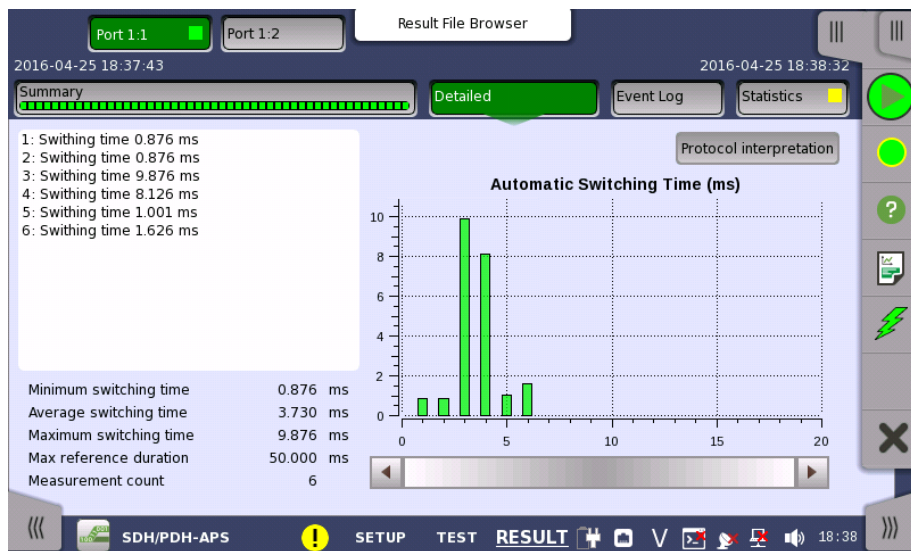 Result File Browser
Port 1:1
Port 1:2
2016-04-25 18:37:43
2016-04-25 18:38:32
Summary
Detailed
Event Log
Statistics
1: Swithing time 0.876 ms
2: Swithing time 0.876 ms
3: Swithing time 9.876 ms
4: Swithing time 8.126 ms
5: Swithing time 1.001 ms
6: Swithing time 1.626 ms
Protocol interpretation
Automatic Switching Time (ms)
10
8
6
4
2
0
0 5 10 15 20
Minimum switching time 0.876 ms
Average switching time 3.730 ms
Maximum switching time 9.876 ms
Max reference duration 50.000 ms
Measurement count 6
SDH/PDH-APS
SETUP
TEST
RESULT
V
18:38